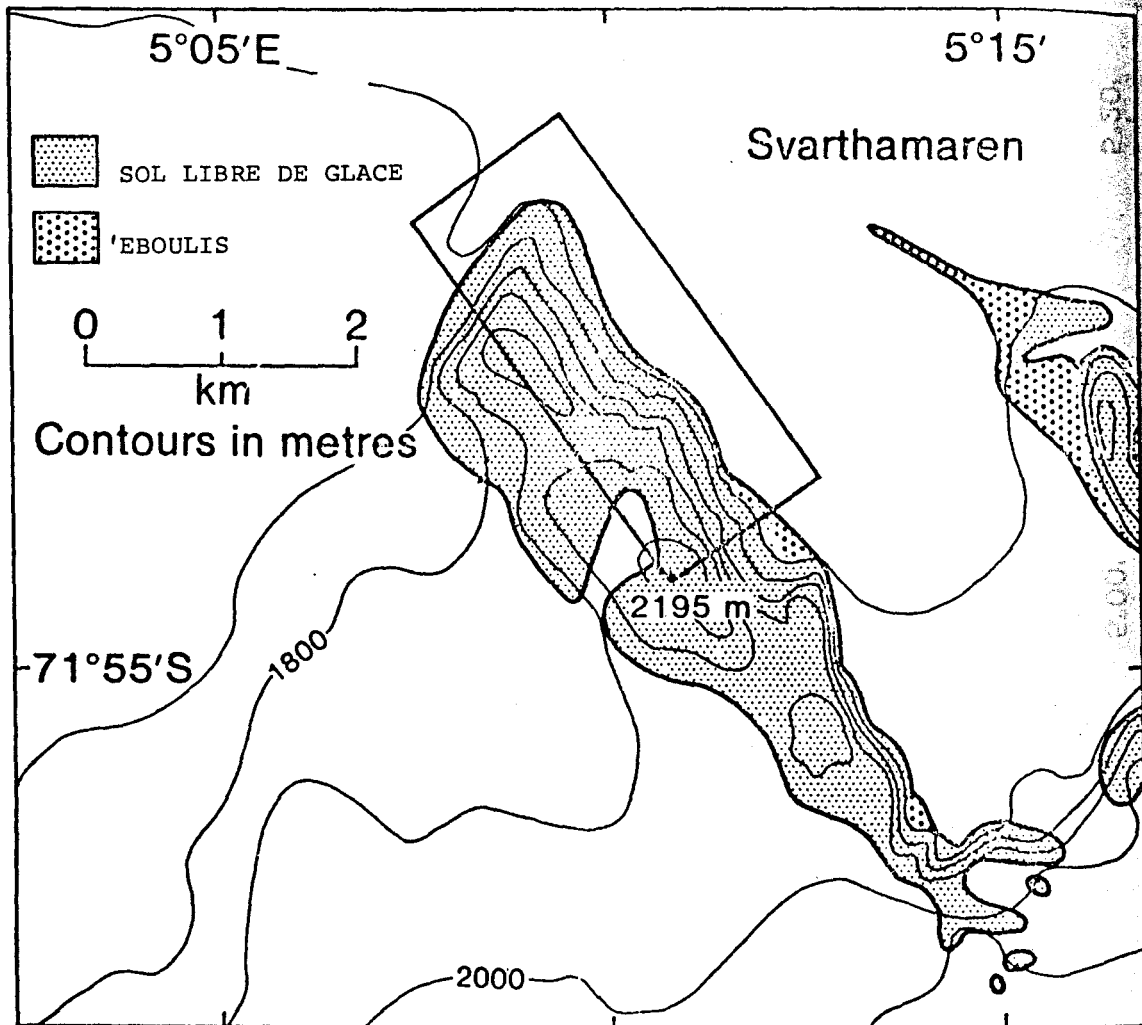 5°05'E
5°15'
Svarthamaren
SOL LIBRE DE GLACE
'EBOULIS
0 1 2
km
Contours in metres
2195 m
71°55'S
1800
2000